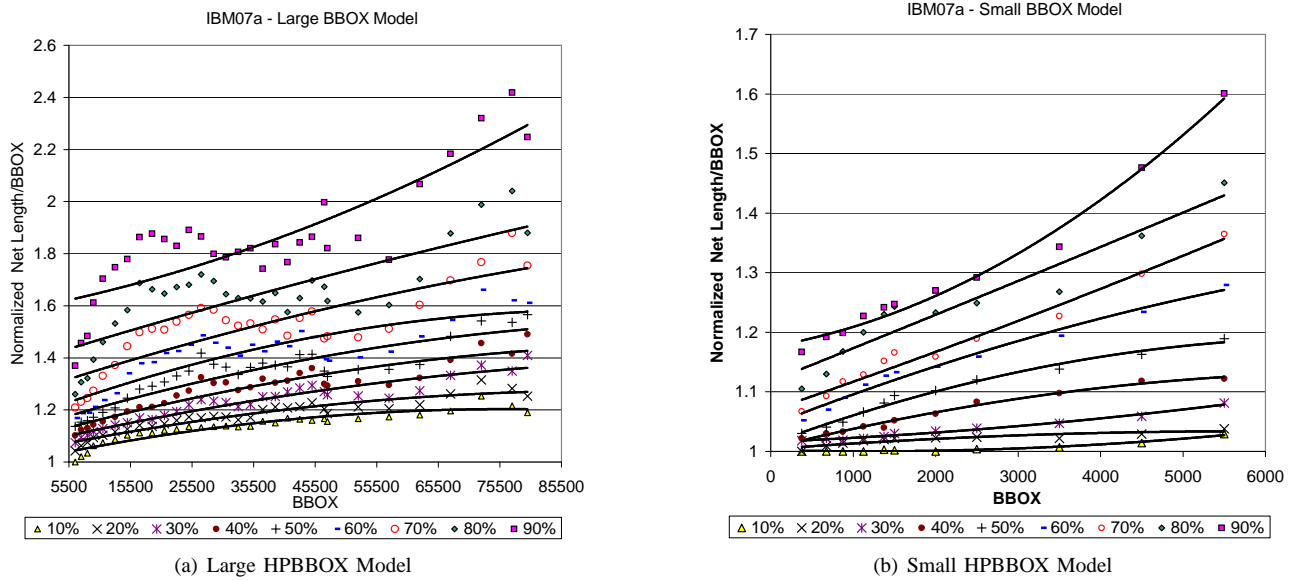 IBM07a - Large BBOX Model
2.6
2.4
2.2
2
1.8
1.6
1.4
1.2
1
Normalized Net Length/BBOX
5500 15500 25500 35500 45500 55500 65500 75500 85500
BBOX
10% 20% 30% 40% 50% 60% 70% 80% 90%
(a) Large HPBBOX Model
IBM07a - Small BBOX Model
1.7
1.6
1.5
1.4
1.3
1.2
1.1
1
Normalized Net Length/BBOX
0 1000 2000 3000 4000 5000 6000
BBOX
10% 20% 30% 40% 50% 60% 70% 80% 90%
(b) Small HPBBOX Model